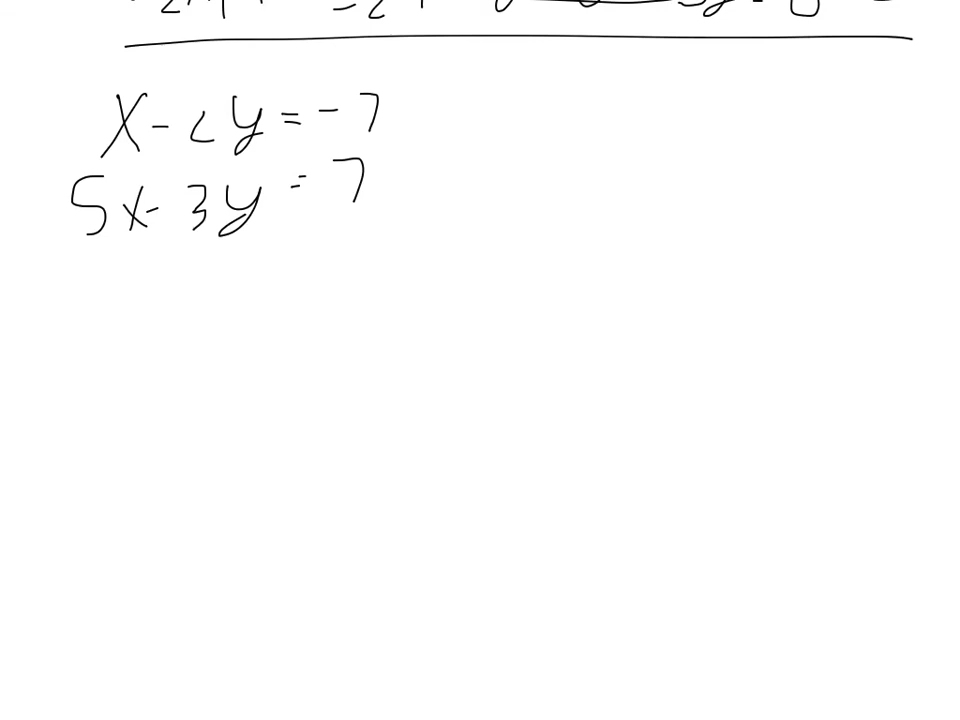 x - 2y = -7
5x - 3y = 7